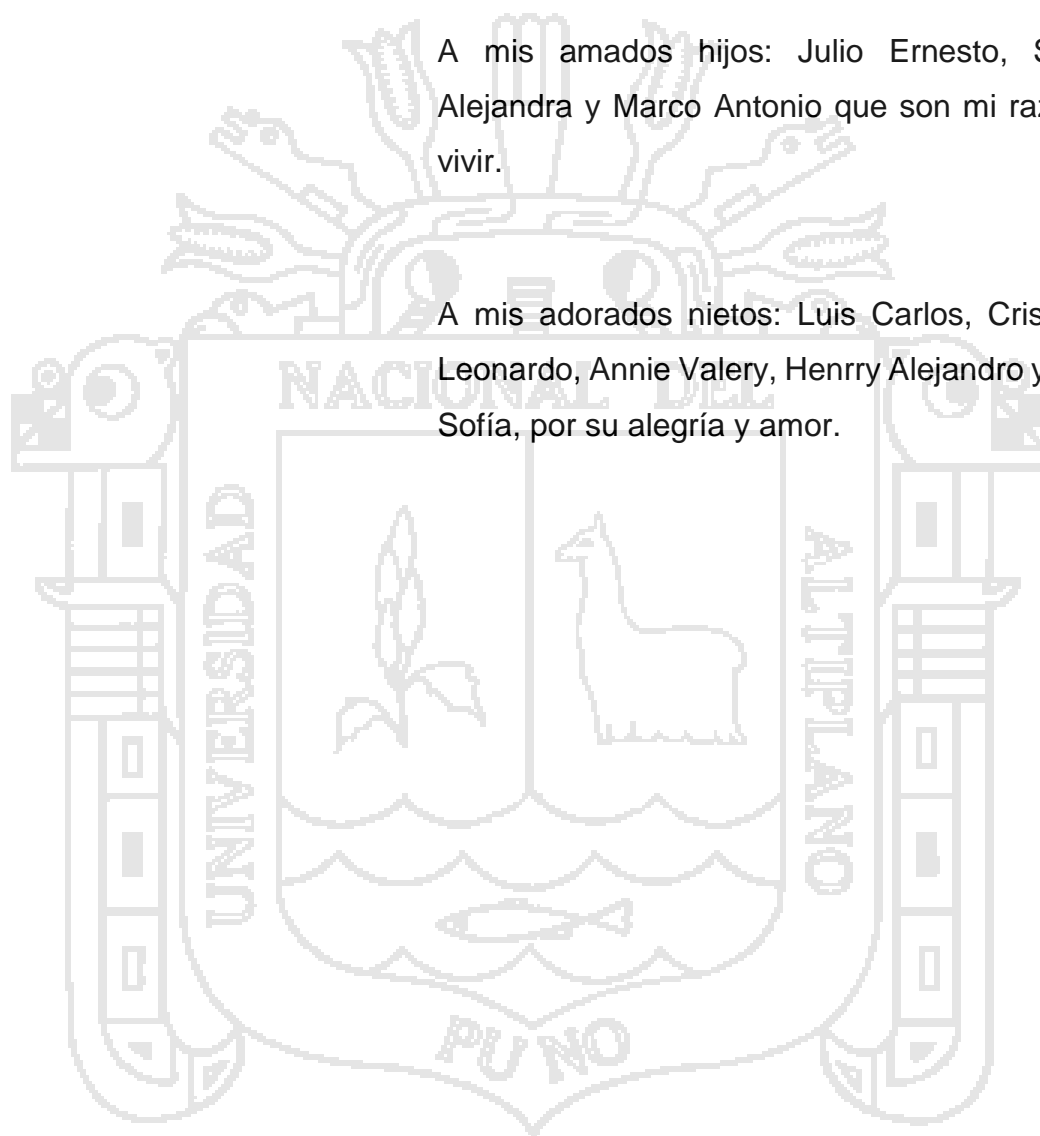 A mis amados hijos: Julio Ernesto,
Alejandra y Marco Antonio que son mi
vivir.
A mis adorados nietos: Luis Carlos,
Leonardo, Annie Valery, Henrry Alejandro y
Sofía, por su alegría y amor.
NACIONAL DEL
UNIVERSIDAD
ALTIPLANO
PUNO